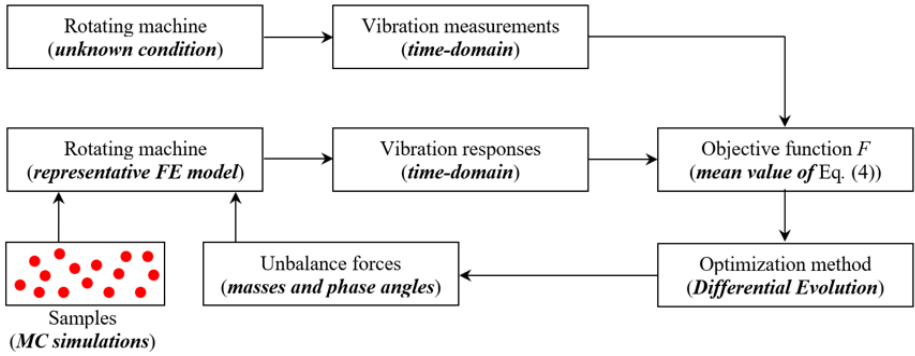 Rotating machine
(unknown condition)
Vibration measurements
(time-domain)
Rotating machine
(representative FE model)
Vibration responses
(time-domain)
Objective function F
(mean value of Eq. (4))
Unbalance forces
(masses and phase angles)
Optimization method
(Differential Evolution)
Samples
(MC simulations)